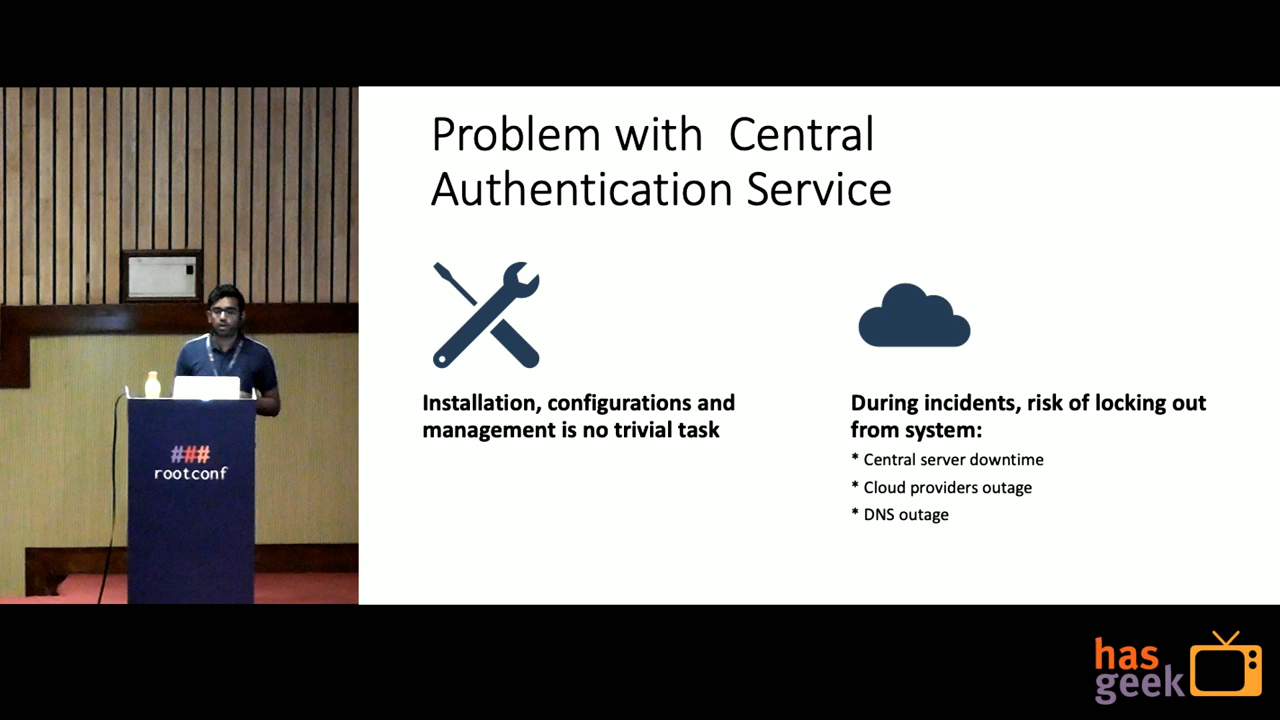 Problem with Central
Authentication Service
Installation, configurations and
management is no trivial task
During incidents, risk of locking out
from system:
* Central server downtime
* Cloud providers outage
* DNS outage
###
rootconf
has
geek